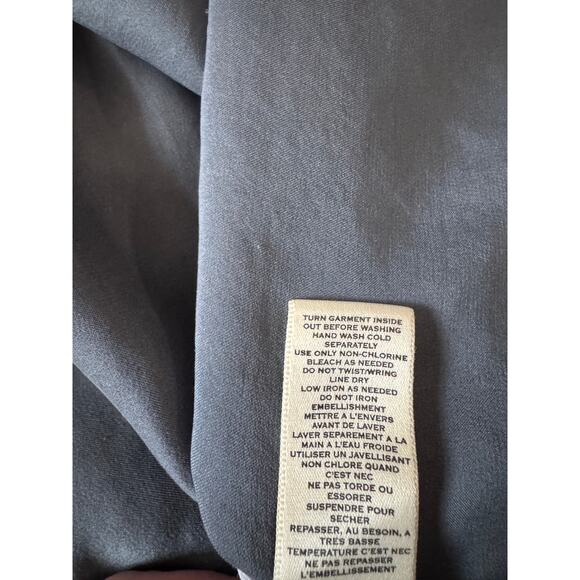 TURN GARMENT INSIDE
OUT BEFORE WASHING
HAND WASH COLD
SEPARATELY
USE ONLY NON-CHLORINE
BLEACH AS NEEDED
DO NOT TWIST/WRING
LINE DRY
LOW IRON AS NEEDED
DO NOT IRON
EMBELLISHMENT
METTRE A L'ENVERS
AVANT DE LAVER
LAVER SEPAREMENT A LA
MAIN A L'EAU FROIDE
UTILISER UN JAVELLISANT
NON CHLORE QUAND
C'EST NEC
NE PAS TORDE OU
ESSORER
SUSPENDRE POUR
SECHER
REPASSER, AU BESOIN, A
TRES BASSE
TEMPERATURE C'EST NEC
NE PAS REPASSER
L'EMBELLISSEMENT